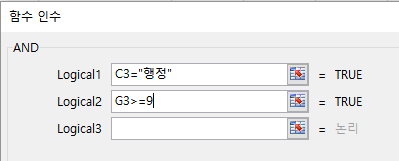 함수 인수
AND
Logical1 C3="행정" = TRUE
Logical2 G3>=9 = TRUE
Logical3 = 논리